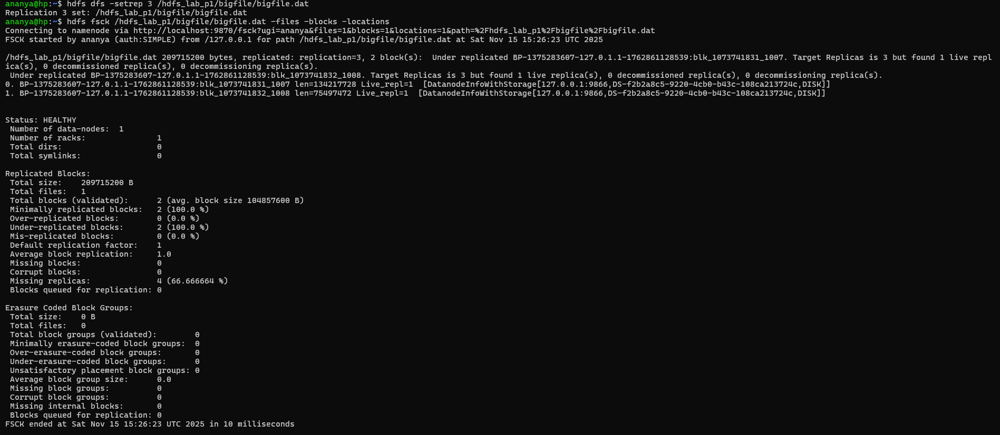 ananya@hp:~$ hdfs dfs -setrep 3 /hdfs_lab_p1/bigfile/bigfile.dat
Replication 3 set: /hdfs_lab_p1/bigfile/bigfile.dat
ananya@hp:~$ hdfs fsck /hdfs_lab_p1/bigfile/bigfile.dat -files -blocks -locations
Connecting to namenode via http://localhost:9870/fsck?ugi=ananya&files=1&blocks=1&locations=1&path=%2Fhdfs_lab_p1%2Fbigfile%2Fbigfile.dat
FSCK started by ananya (auth:SIMPLE) from /127.0.0.1 for path /hdfs_lab_p1/bigfile/bigfile.dat at Sat Nov 15 15:26:23 UTC 2025

/hdfs_lab_p1/bigfile/bigfile.dat 209715200 bytes, replicated: replication=3, 2 block(s):  Under replicated BP-1375283607-127.0.1.1-1762861128539:blk_1073741831_1007. Target Replicas is 3 but found 1 live repl
ica(s), 0 decommissioned replica(s), 0 decommissioning replica(s).
 Under replicated BP-1375283607-127.0.1.1-1762861128539:blk_1073741832_1008. Target Replicas is 3 but found 1 live replica(s), 0 decommissioned replica(s), 0 decommissioning replica(s).
0. BP-1375283607-127.0.1.1-1762861128539:blk_1073741831_1007 len=134217728 Live_repl=1  [DatanodeInfoWithStorage[127.0.0.1:9866,DS-f2b2a8c5-9220-4cb0-b43c-108ca213724c,DISK]]
1. BP-1375283607-127.0.1.1-1762861128539:blk_1073741832_1008 len=75497472 Live_repl=1  [DatanodeInfoWithStorage[127.0.0.1:9866,DS-f2b2a8c5-9220-4cb0-b43c-108ca213724c,DISK]]

Status: HEALTHY
 Number of data-nodes:  1
 Number of racks:               1
 Total dirs:                    0
 Total symlinks:                0

Replicated Blocks:
 Total size:    209715200 B
 Total files:   1
 Total blocks (validated):      2 (avg. block size 104857600 B)
 Minimally replicated blocks:   2 (100.0 %)
 Over-replicated blocks:        0 (0.0 %)
 Under-replicated blocks:       2 (100.0 %)
 Mis-replicated blocks:         0 (0.0 %)
 Default replication factor:    1
 Average block replication:     1.0
 Missing blocks:                0
 Corrupt blocks:                0
 Missing replicas:              4 (66.666664 %)
 Blocks queued for replication: 0

Erasure Coded Block Groups:
 Total size:    0 B
 Total files:   0
 Total block groups (validated):        0
 Minimally erasure-coded block groups:  0
 Over-erasure-coded block groups:       0
 Under-erasure-coded block groups:      0
 Unsatisfactory placement block groups: 0
 Average block group size:      0.0
 Missing block groups:          0
 Corrupt block groups:          0
 Missing internal blocks:       0
 Blocks queued for replication: 0
FSCK ended at Sat Nov 15 15:26:23 UTC 2025 in 10 milliseconds